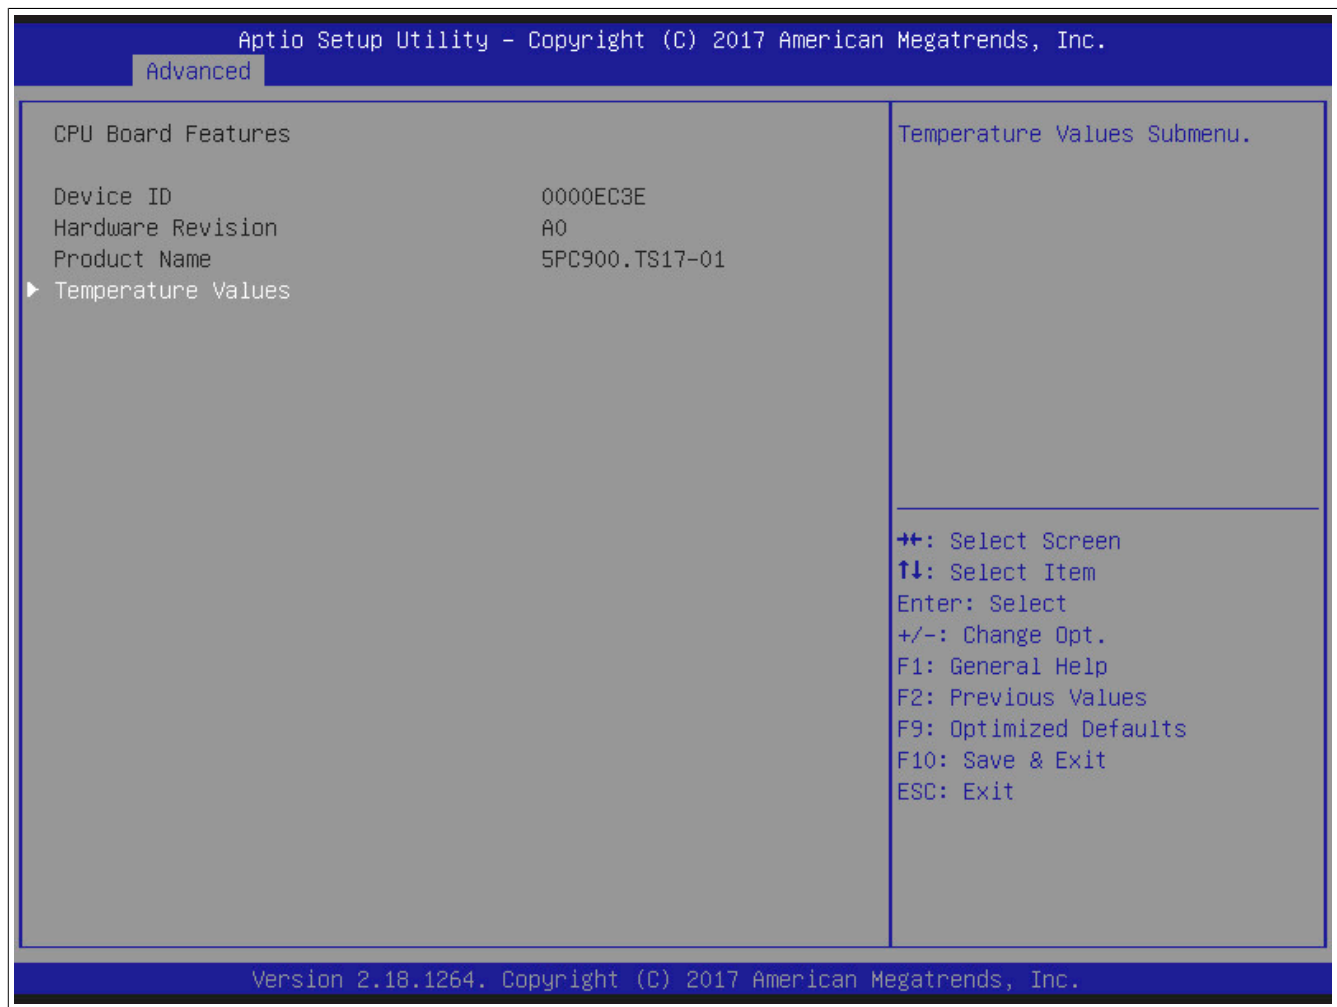 Aptio Setup Utility – Copyright (C) 2017 American Megatrends, Inc.
Advanced
CPU Board Features
Device ID 0000EC3E
Hardware Revision A0
Product Name 5PC900.TS17-01
Temperature Values
Temperature Values Submenu.
→←: Select Screen
↑↓: Select Item
Enter: Select
+/-: Change Opt.
F1: General Help
F2: Previous Values
F9: Optimized Defaults
F10: Save & Exit
ESC: Exit
Version 2.18.1264. Copyright (C) 2017 American Megatrends, Inc.